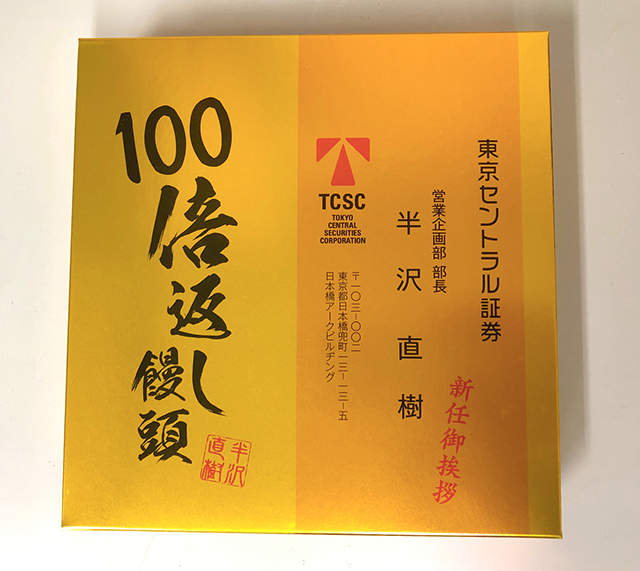 東京セントラル証券
営業企画部 部長
半沢直樹
新任御挨拶
TCSC
TOKYO
CENTRAL
SECURITIES
CORPORATION
〒一〇三-〇〇二
東京都日本橋兜町一三-一三-五
日本橋アークビルヂング
100倍返し
饅頭
半沢
直樹